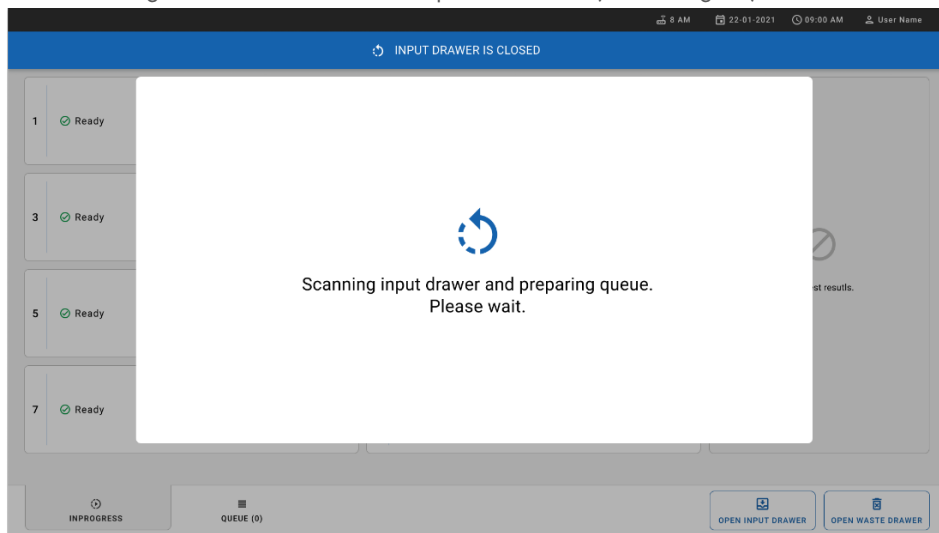 8 AM 22-01-2021 09:00 AM User Name
INPUT DRAWER IS CLOSED
1 Ready
3 Ready
Scanning input drawer and preparing queue.
Please wait.
st resutls.
5 Ready
7 Ready
INPROGRESS
QUEUE (0)
OPEN INPUT DRAWER
OPEN WASTE DRAWER